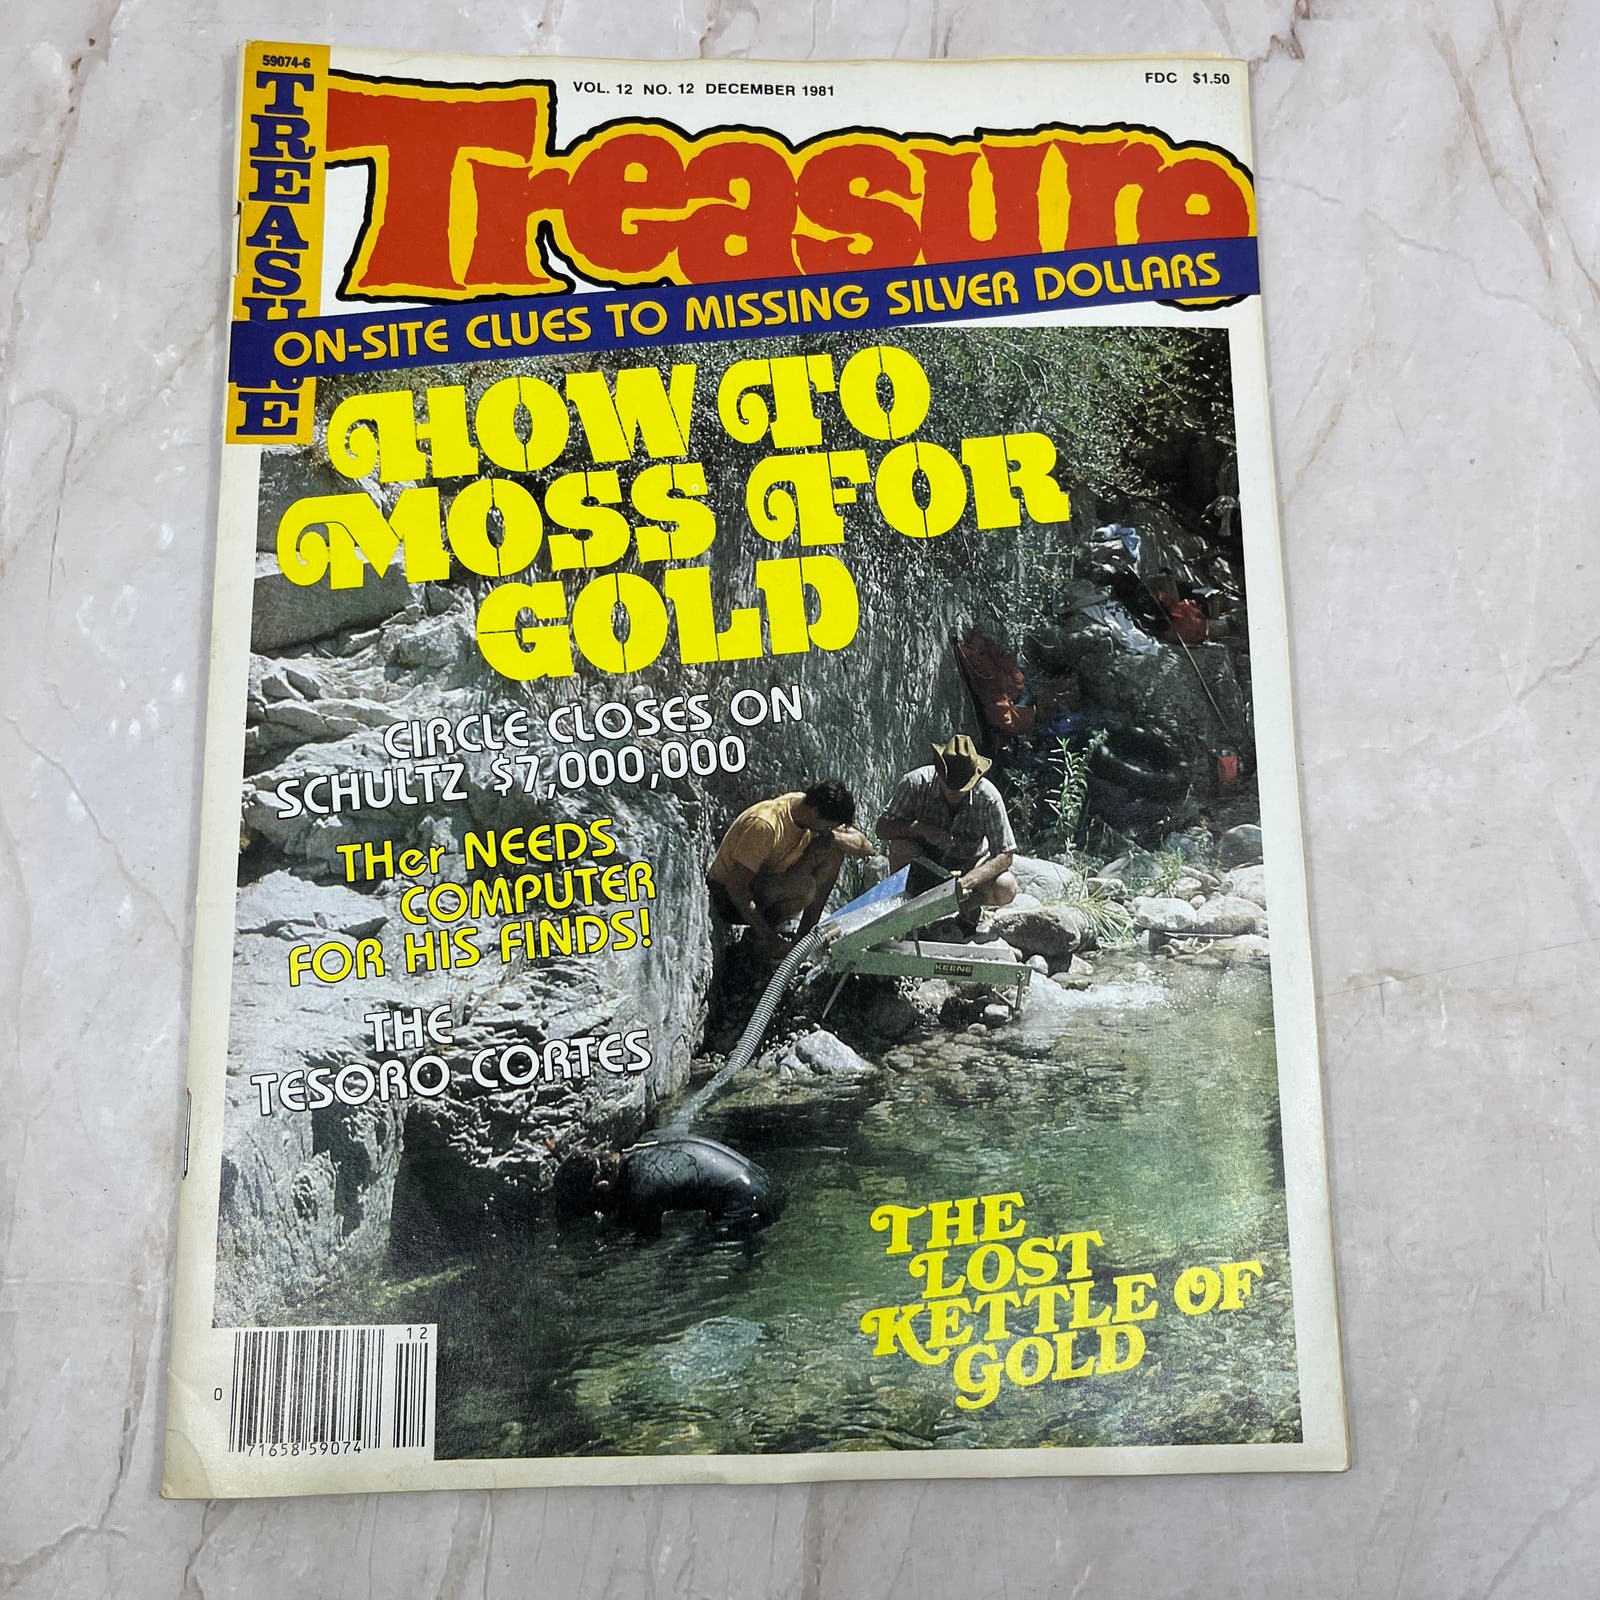 59074-6
TREASURE
VOL. 12 NO. 12 DECEMBER 1981
FDC $1.50
Treasure
ON-SITE CLUES TO MISSING SILVER DOLLARS
HOW TO
MOSS FOR
GOLD
CIRCLE CLOSES ON
SCHULTZ $7,000,000
THer NEEDS
COMPUTER
FOR HIS FINDS!
THE
TESORO CORTES
KEENE
THE
LOST
KETTLE OF
GOLD
12
0
71658 59074